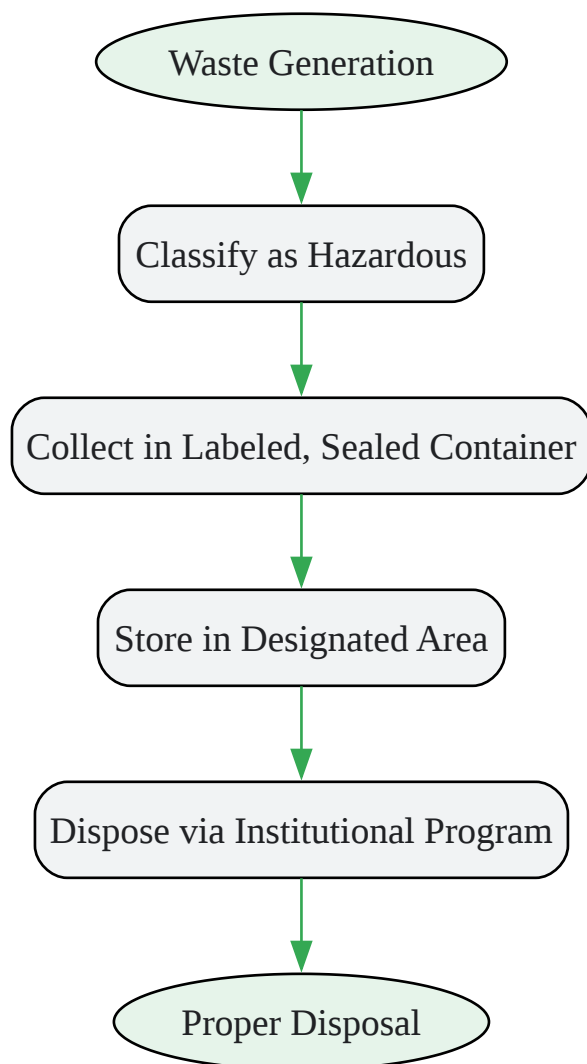 Waste Generation
Classify as Hazardous
Collect in Labeled, Sealed Container
Store in Designated Area
Dispose via Institutional Program
Proper Disposal